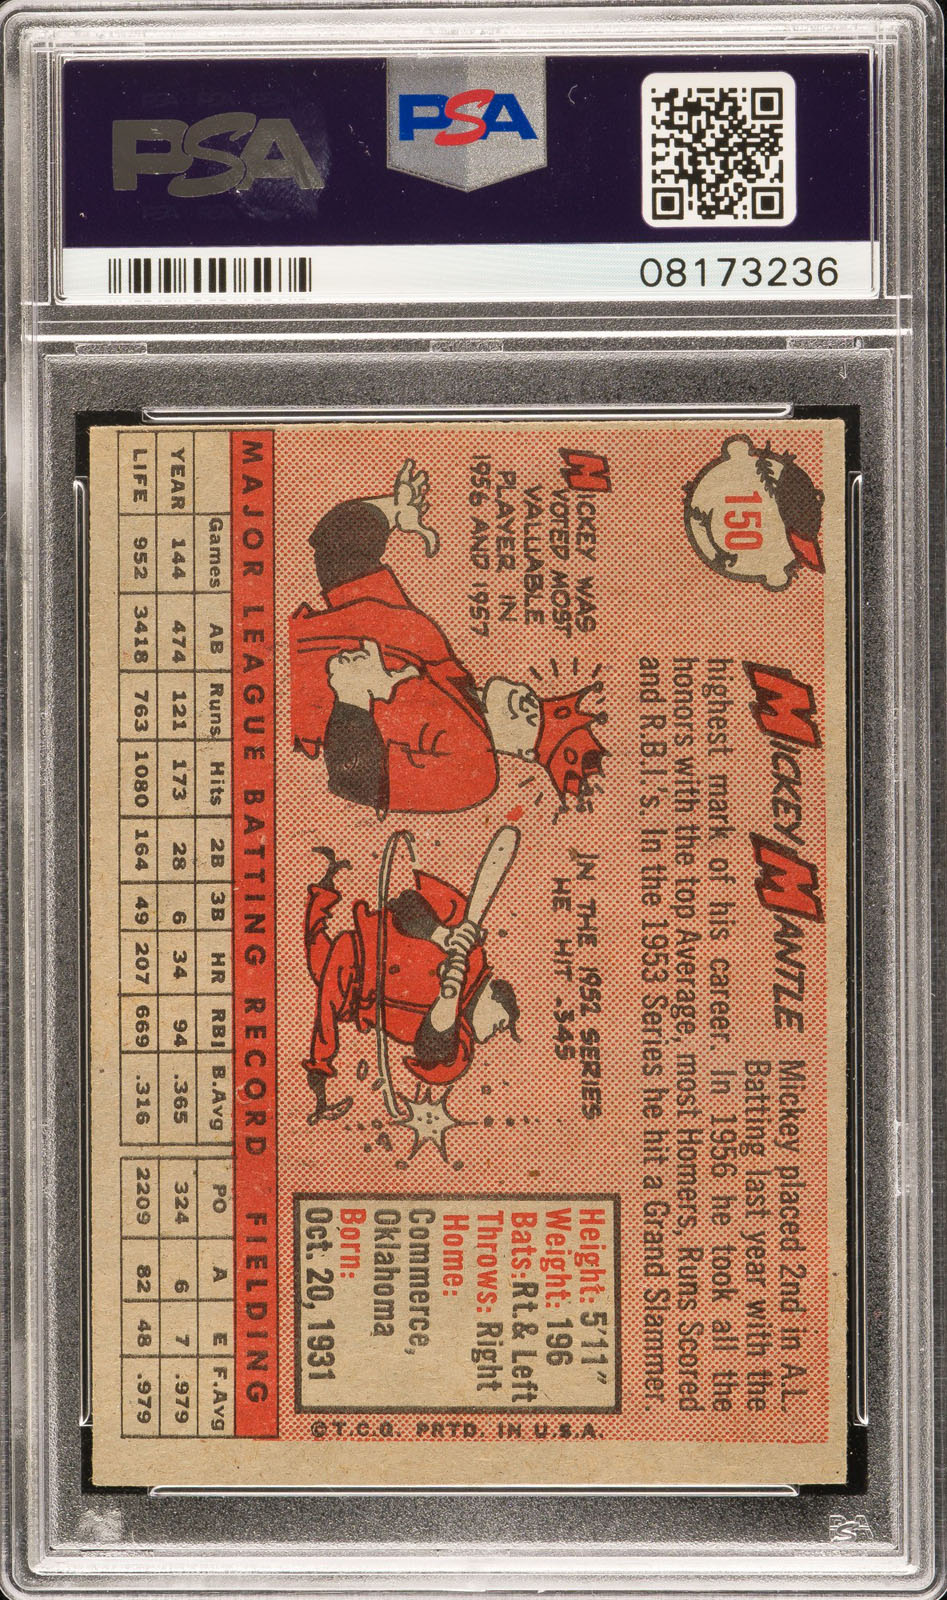 PSA
PSA
08173236
150
MICKEY MANTLE
Mickey placed 2nd in A.L.
Batting last year with the
highest mark of his career. In 1956 he took all the
honors with the top Average, most Homers, Runs Scored
and R.B.I's. In the 1953 Series he hit a Grand Slammer.
MICKEY WAS
VOTED MOST
VALUABLE
PLAYER IN
1956 AND 1957
IN THE 1952 SERIES
HE HIT .345
Height: 5'11"
Weight: 196
Bats: Rt & Left
Throws: Right
Home:
Commerce,
Oklahoma
Born:
Oct. 20, 1931
©T.C.G. PRTD. IN U.S.A.
MAJOR LEAGUE BATTING RECORD FIELDING
Games AB Runs Hits 2B 3B HR RBI B.Avg PO A E F.Avg
YEAR 144 474 121 173 28 6 34 94 .365 324 6 7 .979
LIFE 952 3418 763 1080 164 49 207 669 .316 2209 82 48 .979
PSA